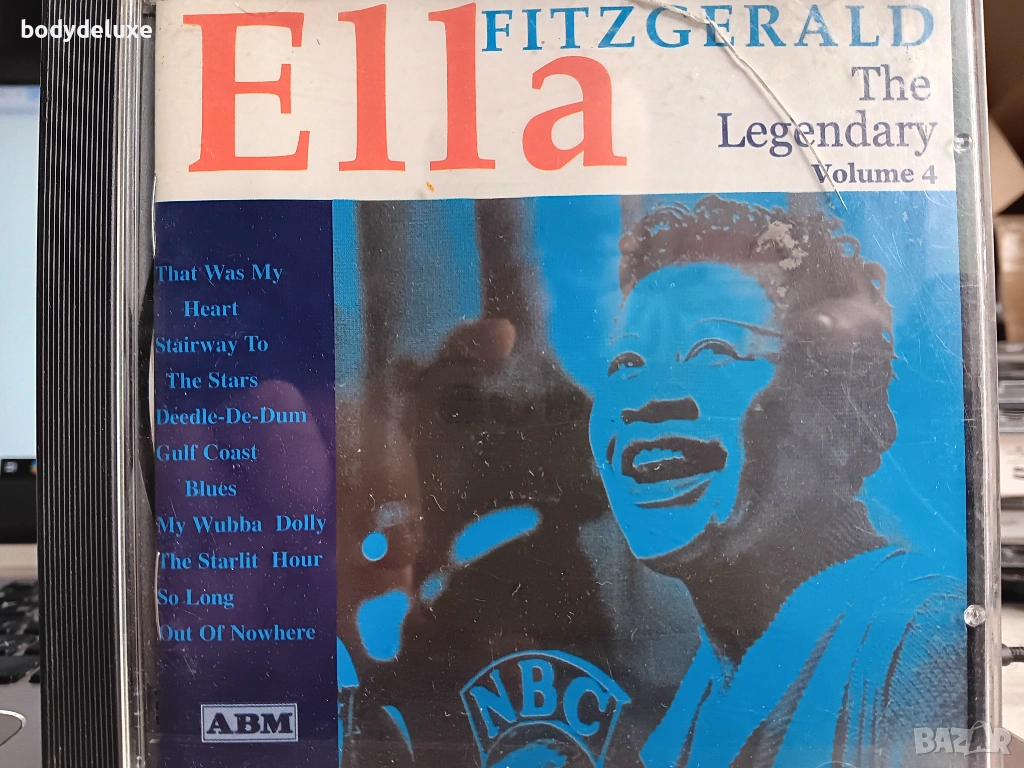 bodydeluxe
Ella FITZGERALD
The
Legendary
Volume 4
That Was My
Heart
Stairway To
The Stars
Deedle-De-Dum
Gulf Coast
Blues
My Wubba Dolly
The Starlit Hour
So Long
Out Of Nowhere
ABM
NBC
BAZAR